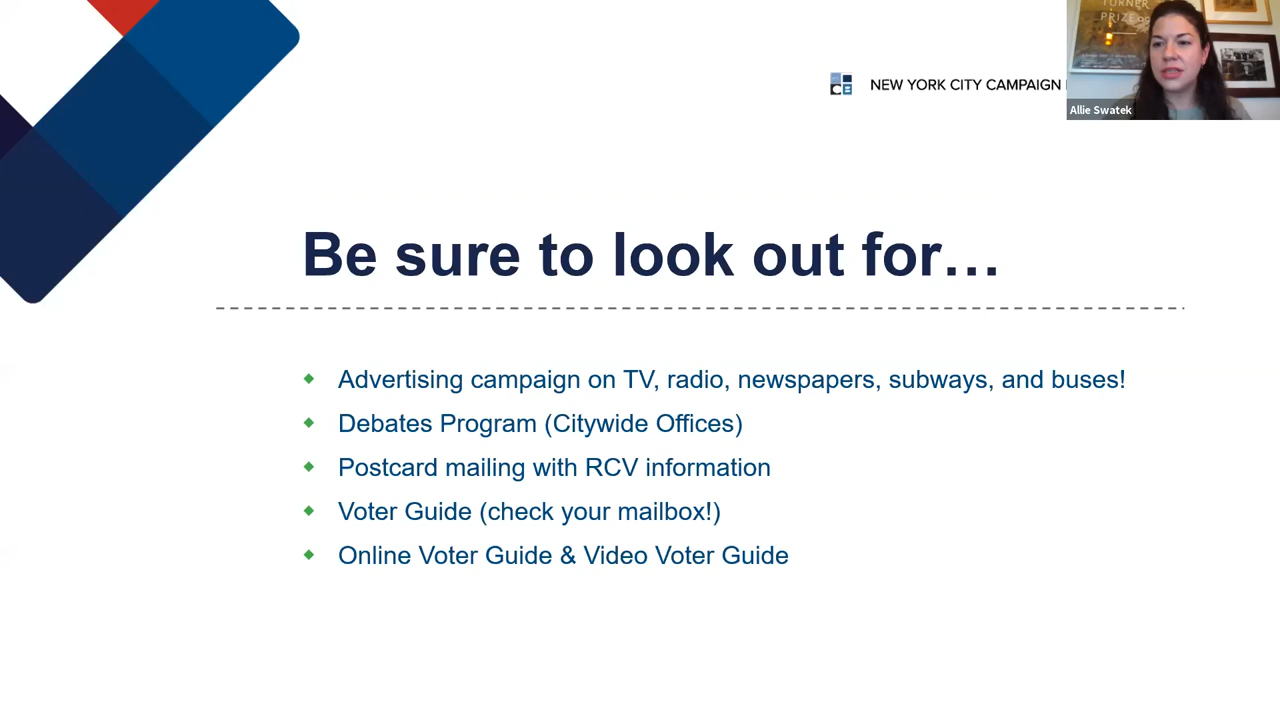 TURNER
PRIZE
NEW YORK CITY CAMPAIGN
Allie Swatek
Be sure to look out for…
Advertising campaign on TV, radio, newspapers, subways, and buses!
Debates Program (Citywide Offices)
Postcard mailing with RCV information
Voter Guide (check your mailbox!)
Online Voter Guide & Video Voter Guide